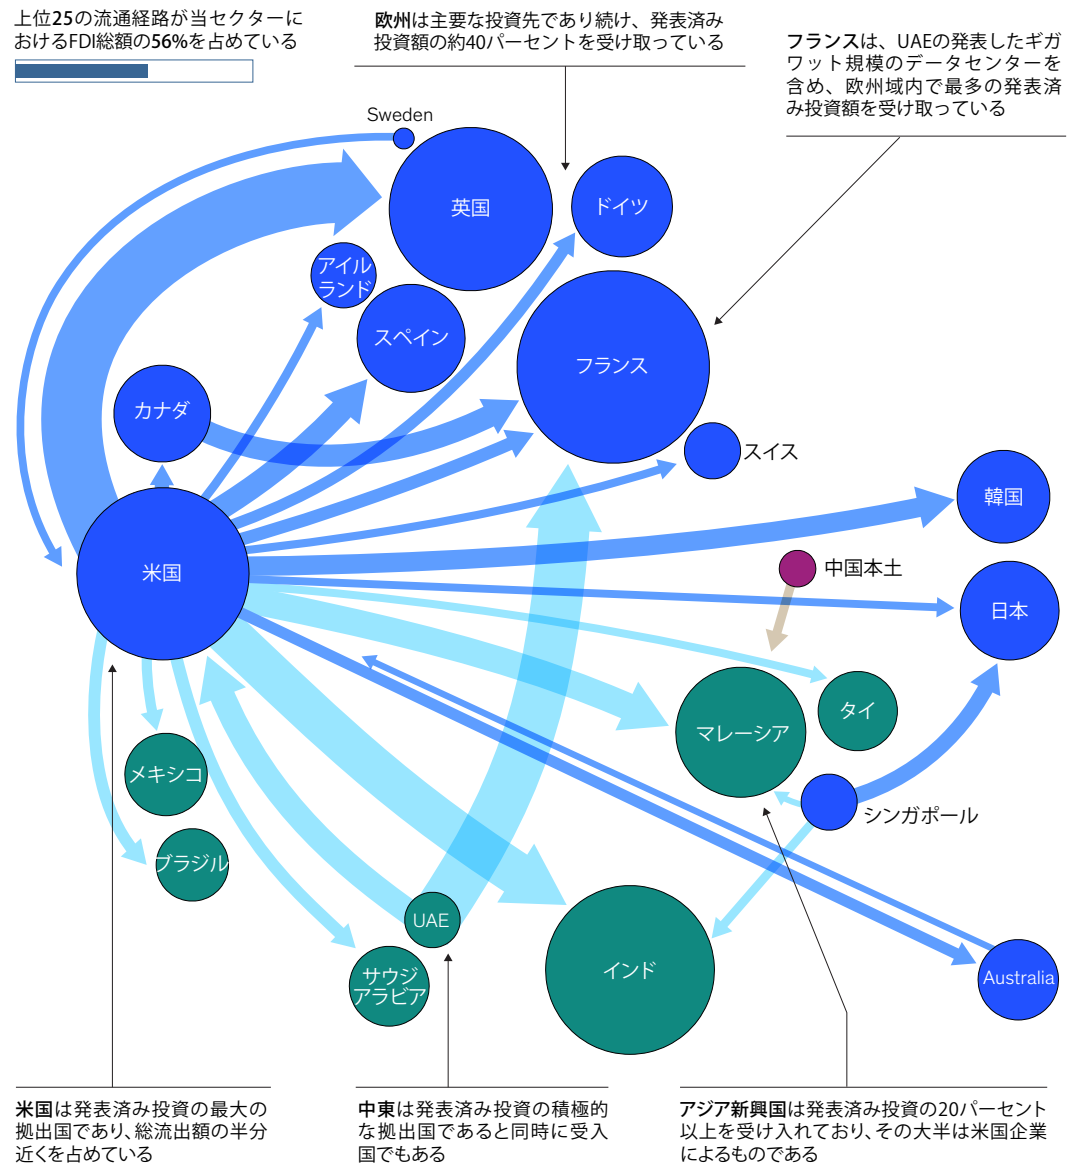 上位25の流通経路が当セクターに
おけるFDI総額の56%を占めている
欧州は主要な投資先であり続け、発表済み
投資額の約40パーセントを受け取っている
フランスは、UAEの発表したギガ
ワット規模のデータセンターを
含め、欧州域内で最多の発表済
み投資額を受け取っている
Sweden
英国
ドイツ
アイル
ランド
スペイン
フランス
カナダ
スイス
韓国
米国
中国本土
日本
マレーシア
タイ
メキシコ
シンガポール
ブラジル
UAE
サウジ
アラビア
インド
Australia
米国は発表済み投資の最大の
拠出国であり、総流出額の半分
近くを占めている
中東は発表済み投資の積極的
な拠出国であると同時に受入
国でもある
アジア新興国は発表済み投資の20パーセント
以上を受け入れており、その大半は米国企業
によるものである